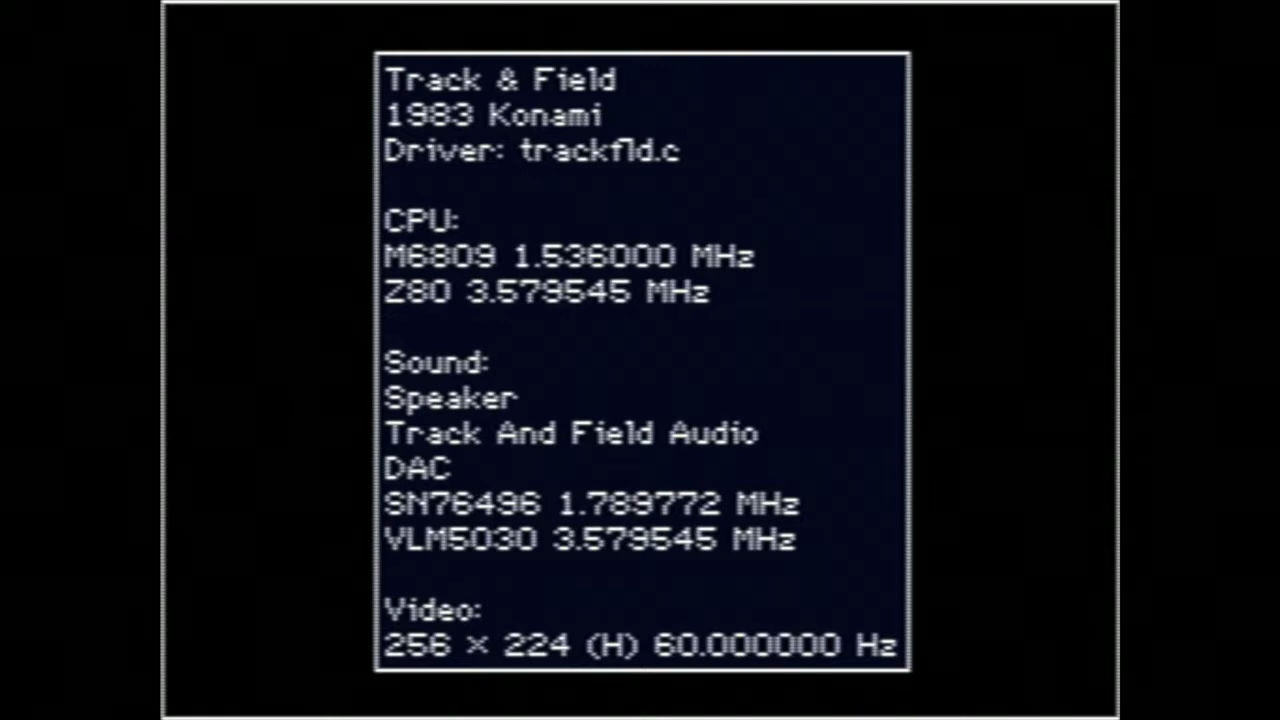 Track & Field
1983 Konami
Driver: trackfld.c
CPU:
M6809 1.536000 MHz
Z80 3.579545 MHz
Sound:
Speaker
Track And Field Audio
DAC
SN76496 1.789772 MHz
VLM5030 3.579545 MHz
Video:
256 × 224 (H) 60.000000 Hz